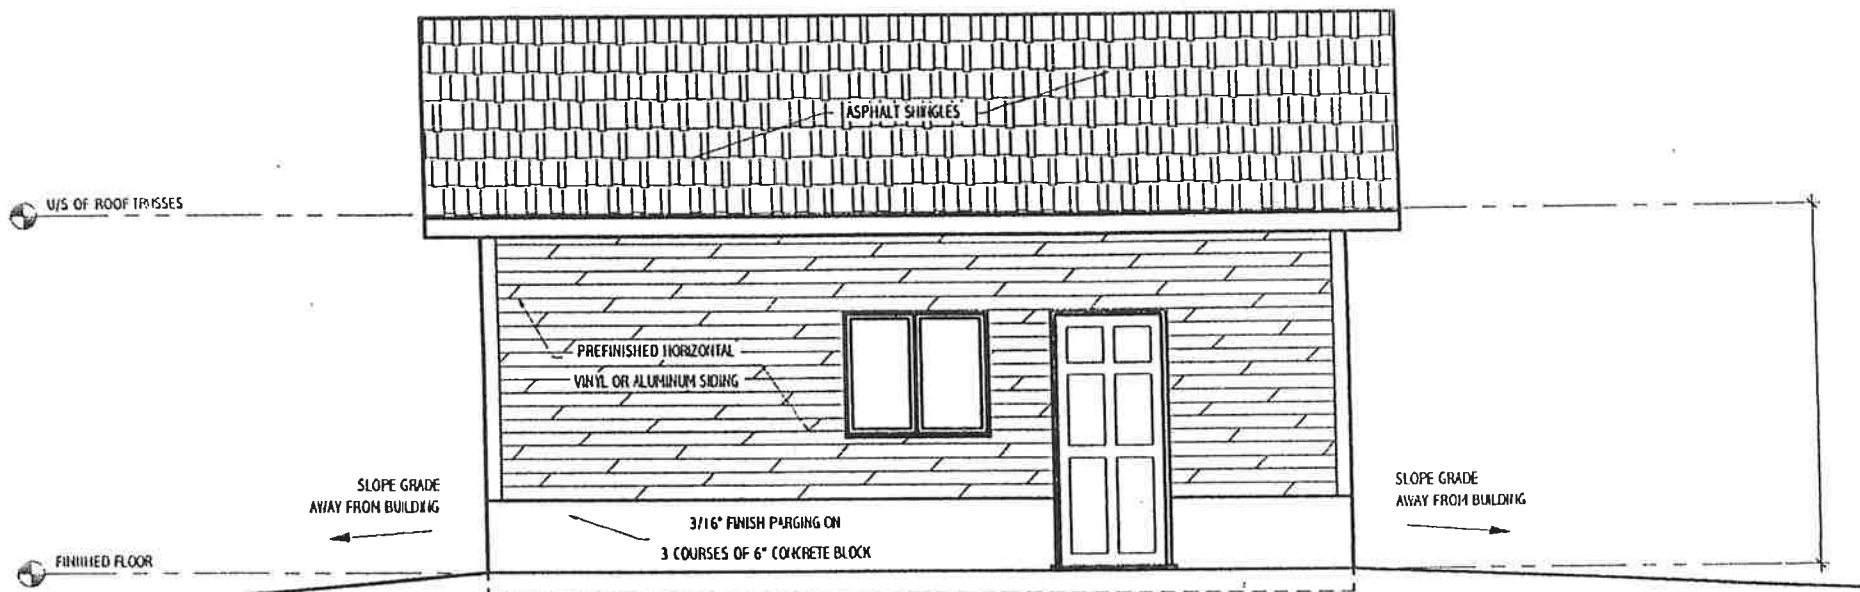 ASPHALT SHINGLES
U/S OF ROOF TRUSSES
PREFINISHED HORIZONTAL
VINYL OR ALUMINUM SIDING
SLOPE GRADE
AWAY FROM BUILDING
SLOPE GRADE
AWAY FROM BUILDING
3/16" FINISH PARGING ON
3 COURSES OF 6" CONCRETE BLOCK
FINISHED FLOOR